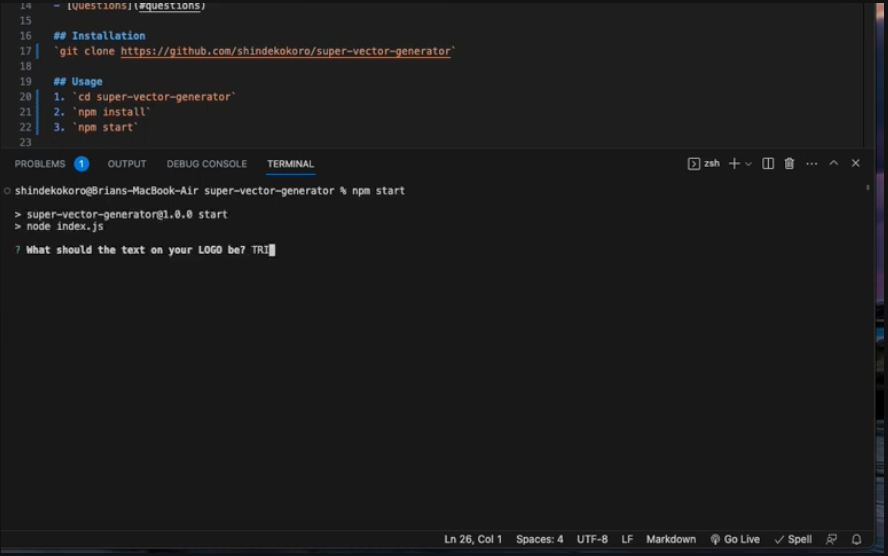 14 - [Questions](#questions)
15
16 ## Installation
17 `git clone https://github.com/shindekokoro/super-vector-generator`
18
19 ## Usage
20 1. `cd super-vector-generator`
21 2. `npm install`
22 3. `npm start`
23
PROBLEMS 1 OUTPUT DEBUG CONSOLE TERMINAL zsh
shindekokoro@Brians-MacBook-Air super-vector-generator % npm start
> super-vector-generator@1.0.0 start
> node index.js
? What should the text on your LOGO be? TRI
Ln 26, Col 1 Spaces: 4 UTF-8 LF Markdown Go Live Spell